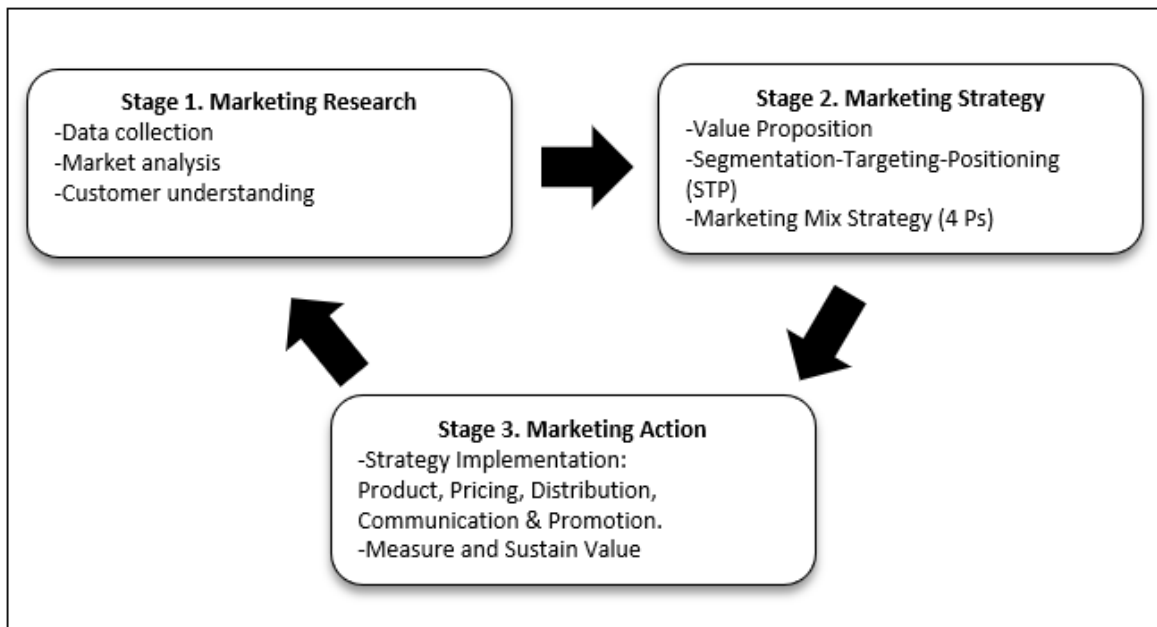 Stage 1. Marketing Research
-Data collection
-Market analysis
-Customer understanding
Stage 2. Marketing Strategy
-Value Proposition
-Segmentation-Targeting-Positioning
(STP)
-Marketing Mix Strategy (4 Ps)
Stage 3. Marketing Action
-Strategy Implementation:
Product, Pricing, Distribution,
Communication & Promotion.
-Measure and Sustain Value